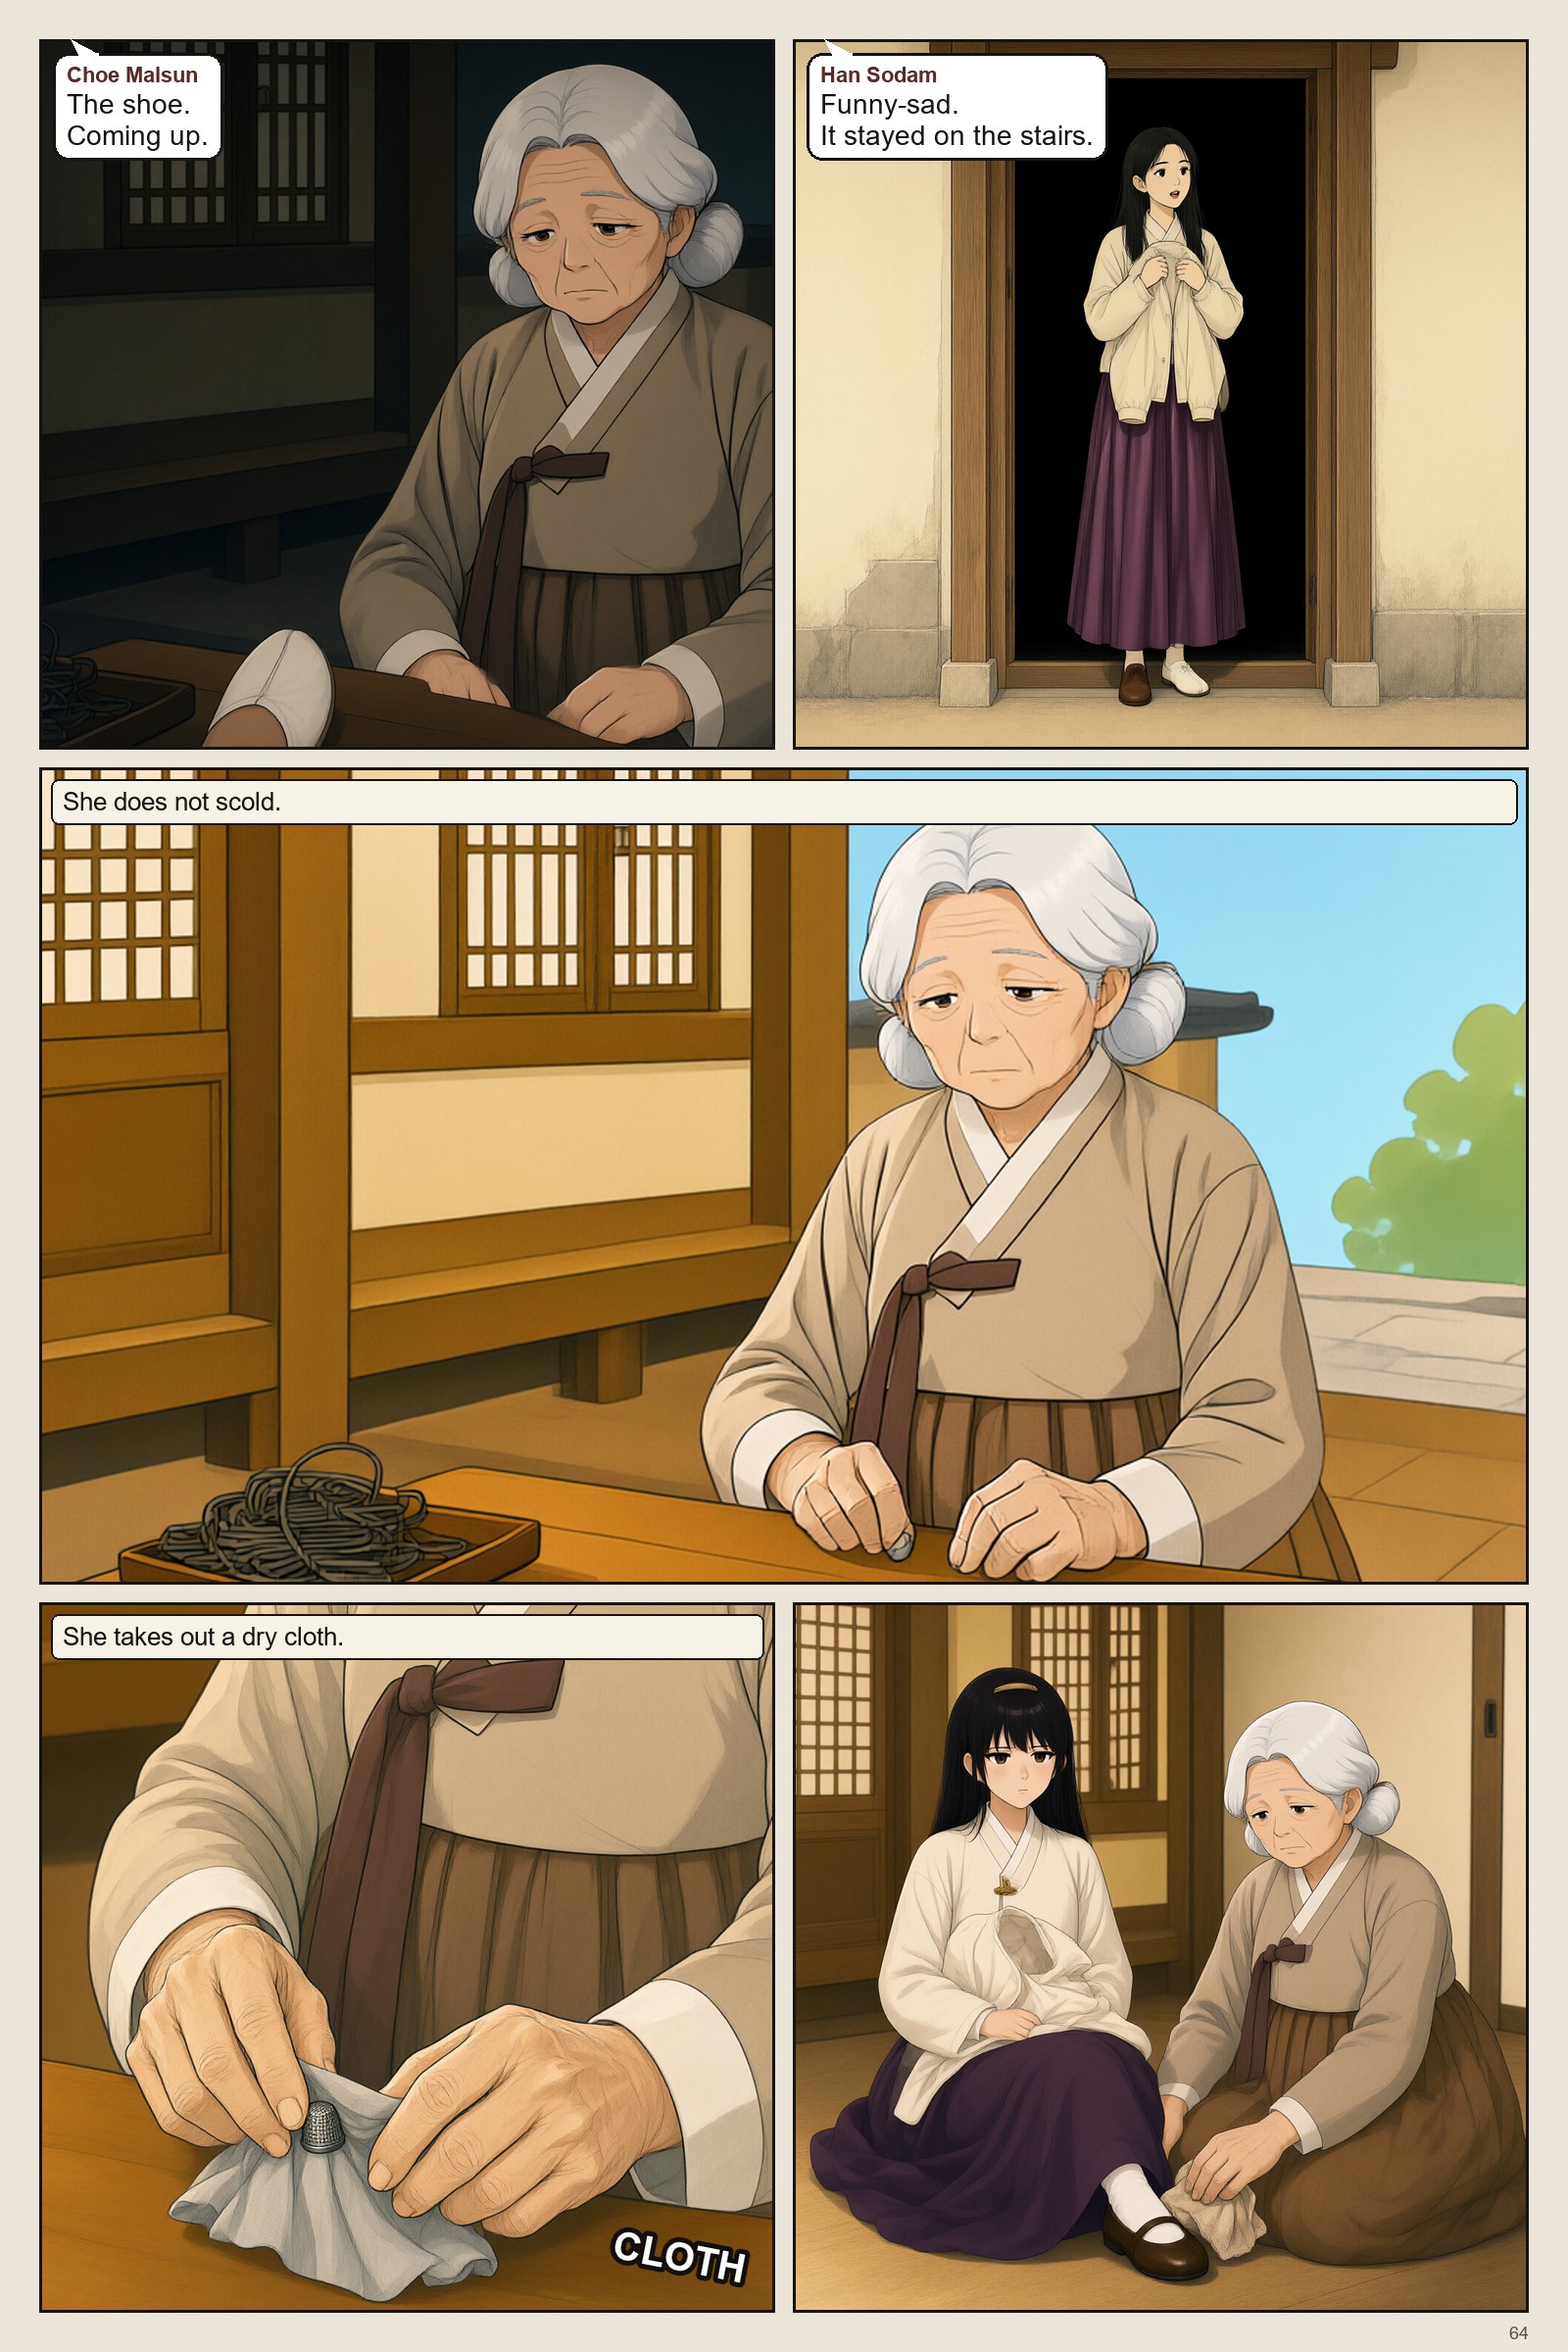 Choe Malsun
The shoe.
Coming up.
Han Sodam
Funny-sad.
It stayed on the stairs.
She does not scold.
She takes out a dry cloth.
CLOTH
64